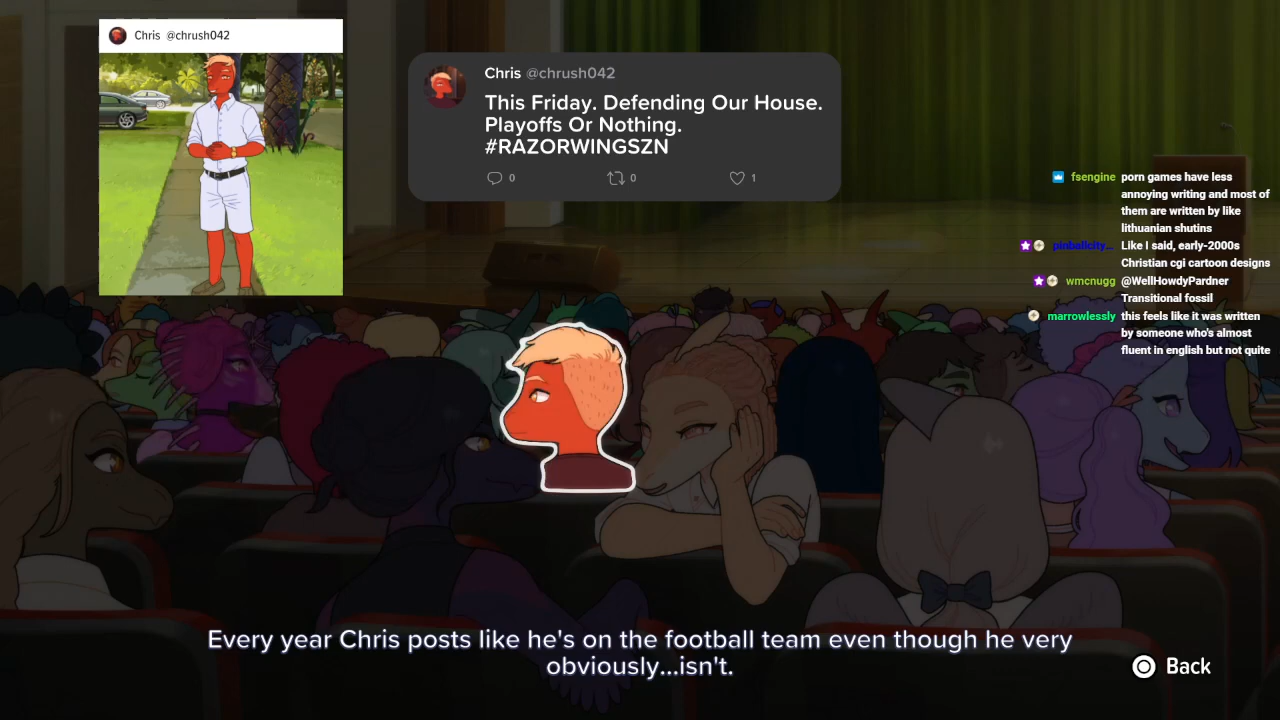 Chris @chrush042
Chris @chrush042
This Friday. Defending Our House.
Playoffs Or Nothing.
#RAZORWINGSZN
0 0 1
fsengine porn games have less
annoying writing and most of
them are written by like
lithuanian shutins
pinballcity... Like I said, early-2000s
Christian cgi cartoon designs
wmcnugg @WellHowdyPardner
Transitional fossil
marrowlessly this feels like it was written
by someone who's almost
fluent in english but not quite
Every year Chris posts like he's on the football team even though he very
obviously...isn't.
Back